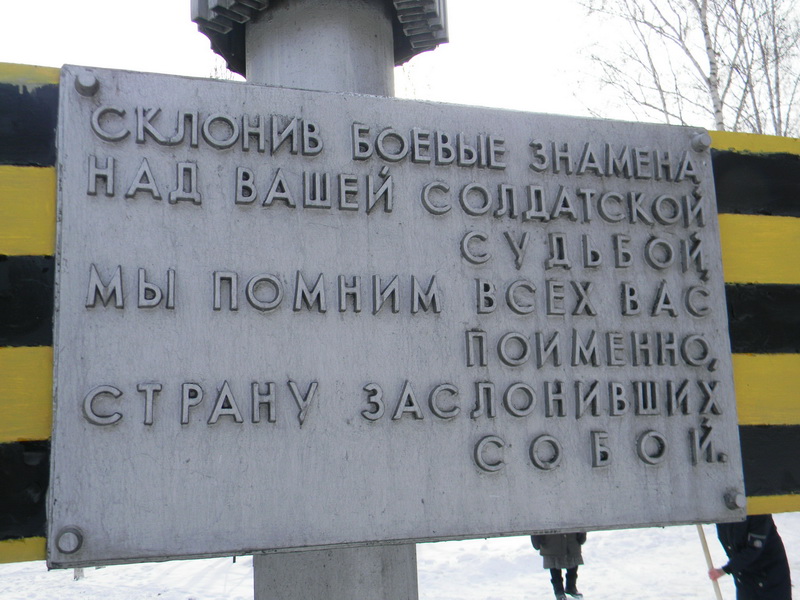 СКЛОНИВ БОЕВЫЕ ЗНАМЕНА,
НАД ВАШЕЙ СОЛДАТСКОЙ
СУДЬБОЙ,
МЫ ПОМНИМ ВСЕХ ВАС
ПОИМЕННО,
СТРАНУ ЗАСЛОНИВШИХ
СОБОЙ.